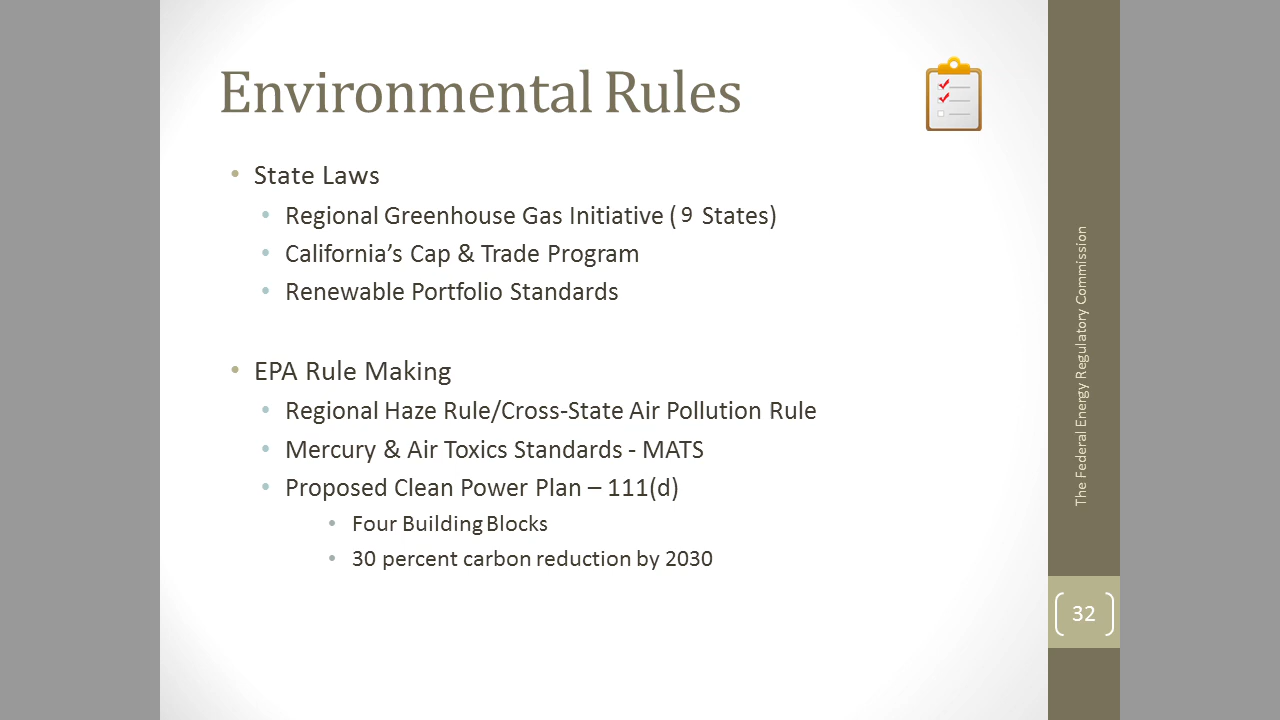 Environmental Rules
• State Laws
• Regional Greenhouse Gas Initiative ( 9 States)
• California’s Cap & Trade Program
• Renewable Portfolio Standards
• EPA Rule Making
• Regional Haze Rule/Cross-State Air Pollution Rule
• Mercury & Air Toxics Standards - MATS
• Proposed Clean Power Plan – 111(d)
• Four Building Blocks
• 30 percent carbon reduction by 2030
The Federal Energy Regulatory Commission
32